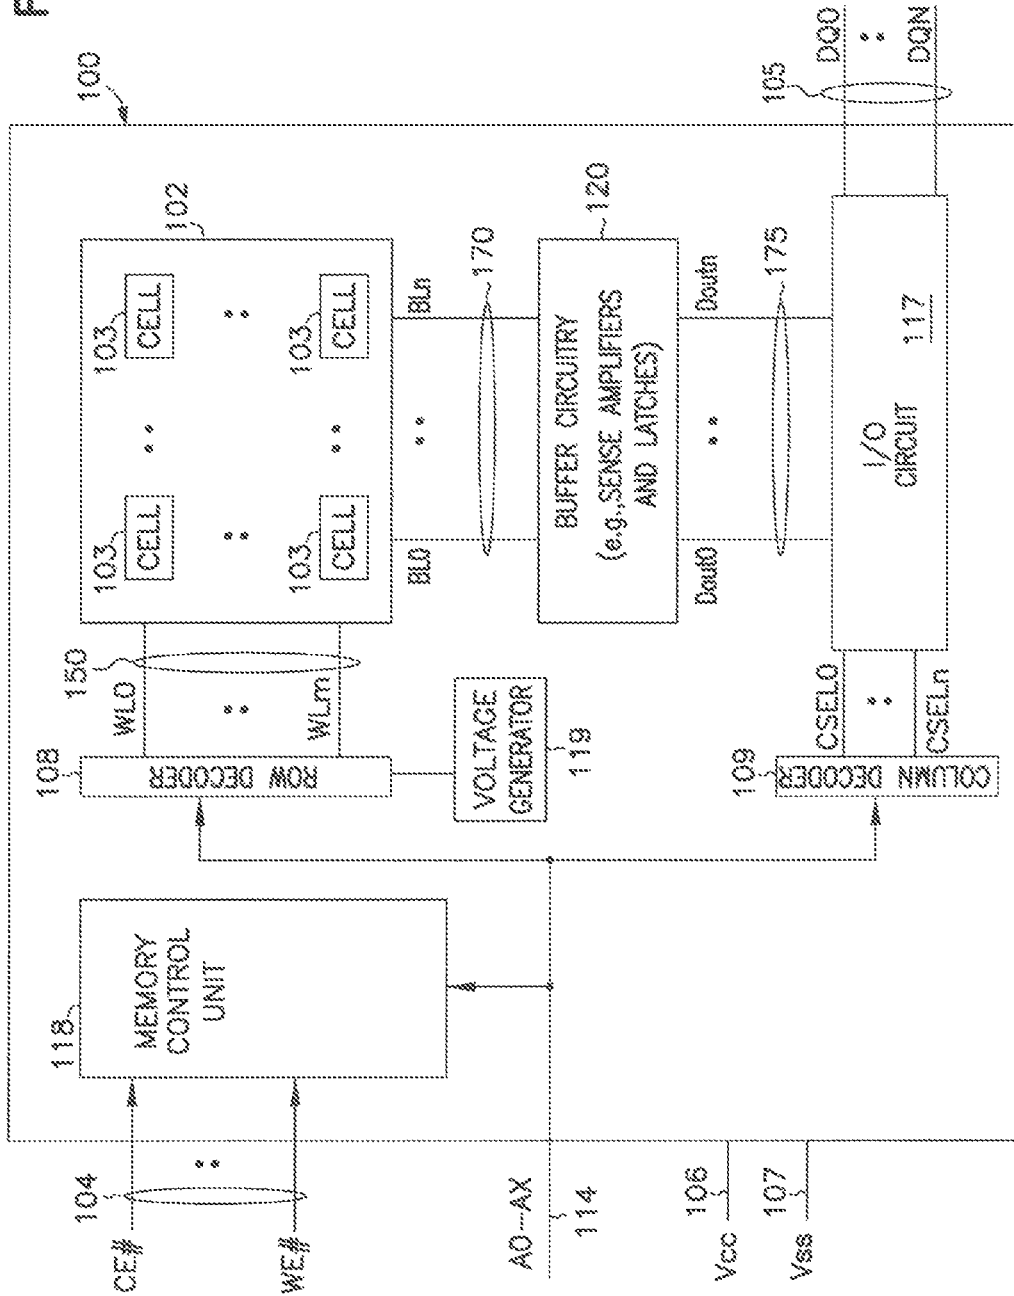 F
100
102
103
CELL
103
CELL
103
CELL
103
CELL
150
WL0
WLm
108
ROW DECODER
VOLTAGE
GENERATOR
119
118
MEMORY
CONTROL
UNIT
104
CE#
WE#
BL0
BLn
170
120
BUFFER CIRCUITRY
(e.g.,SENSE AMPLIFIERS
AND LATCHES)
Dout0
Doutn
175
I/O
CIRCUIT
117
105
DQ0
DQN
CSEL0
CSELn
109
COLUMN DECODER
A0-AX
114
Vcc
106
Vss
107